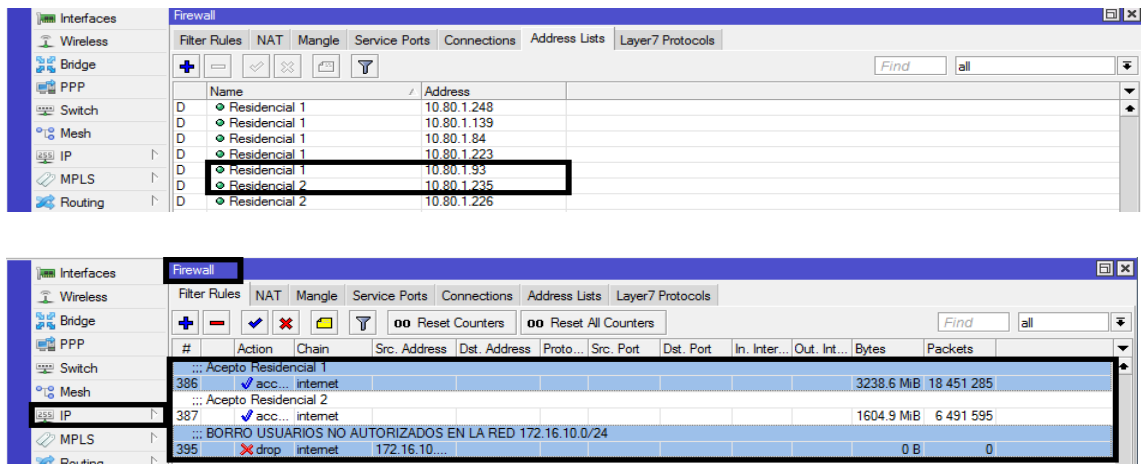 Interfaces
Firewall
Wireless
Filter Rules NAT Mangle Service Ports Connections Address Lists Layer7 Protocols
Bridge
Find all
PPP
Name Address
Switch
D Residencial 1 10.80.1.248
D Residencial 1 10.80.1.139
Mesh
D Residencial 1 10.80.1.84
255 IP
D Residencial 1 10.80.1.223
D Residencial 1 10.80.1.93
MPLS
D Residencial 2 10.80.1.235
Routing
D Residencial 2 10.80.1.226
Interfaces
Firewall
Wireless
Filter Rules NAT Mangle Service Ports Connections Address Lists Layer7 Protocols
Bridge
00 Reset Counters 00 Reset All Counters Find all
PPP
# Action Chain Src. Address Dst. Address Proto... Src. Port Dst. Port In. Inter... Out. Int... Bytes Packets
Switch
::: Acepto Residencial 1
386 acc... internet 3238.6 MiB 18 451 285
Mesh
::: Acepto Residencial 2
255 IP
387 acc... internet 1604.9 MiB 6 491 595
MPLS
::: BORRO USUARIOS NO AUTORIZADOS EN LA RED 172.16.10.0/24
395 drop internet 172.16.10.... 0 B 0
Routing